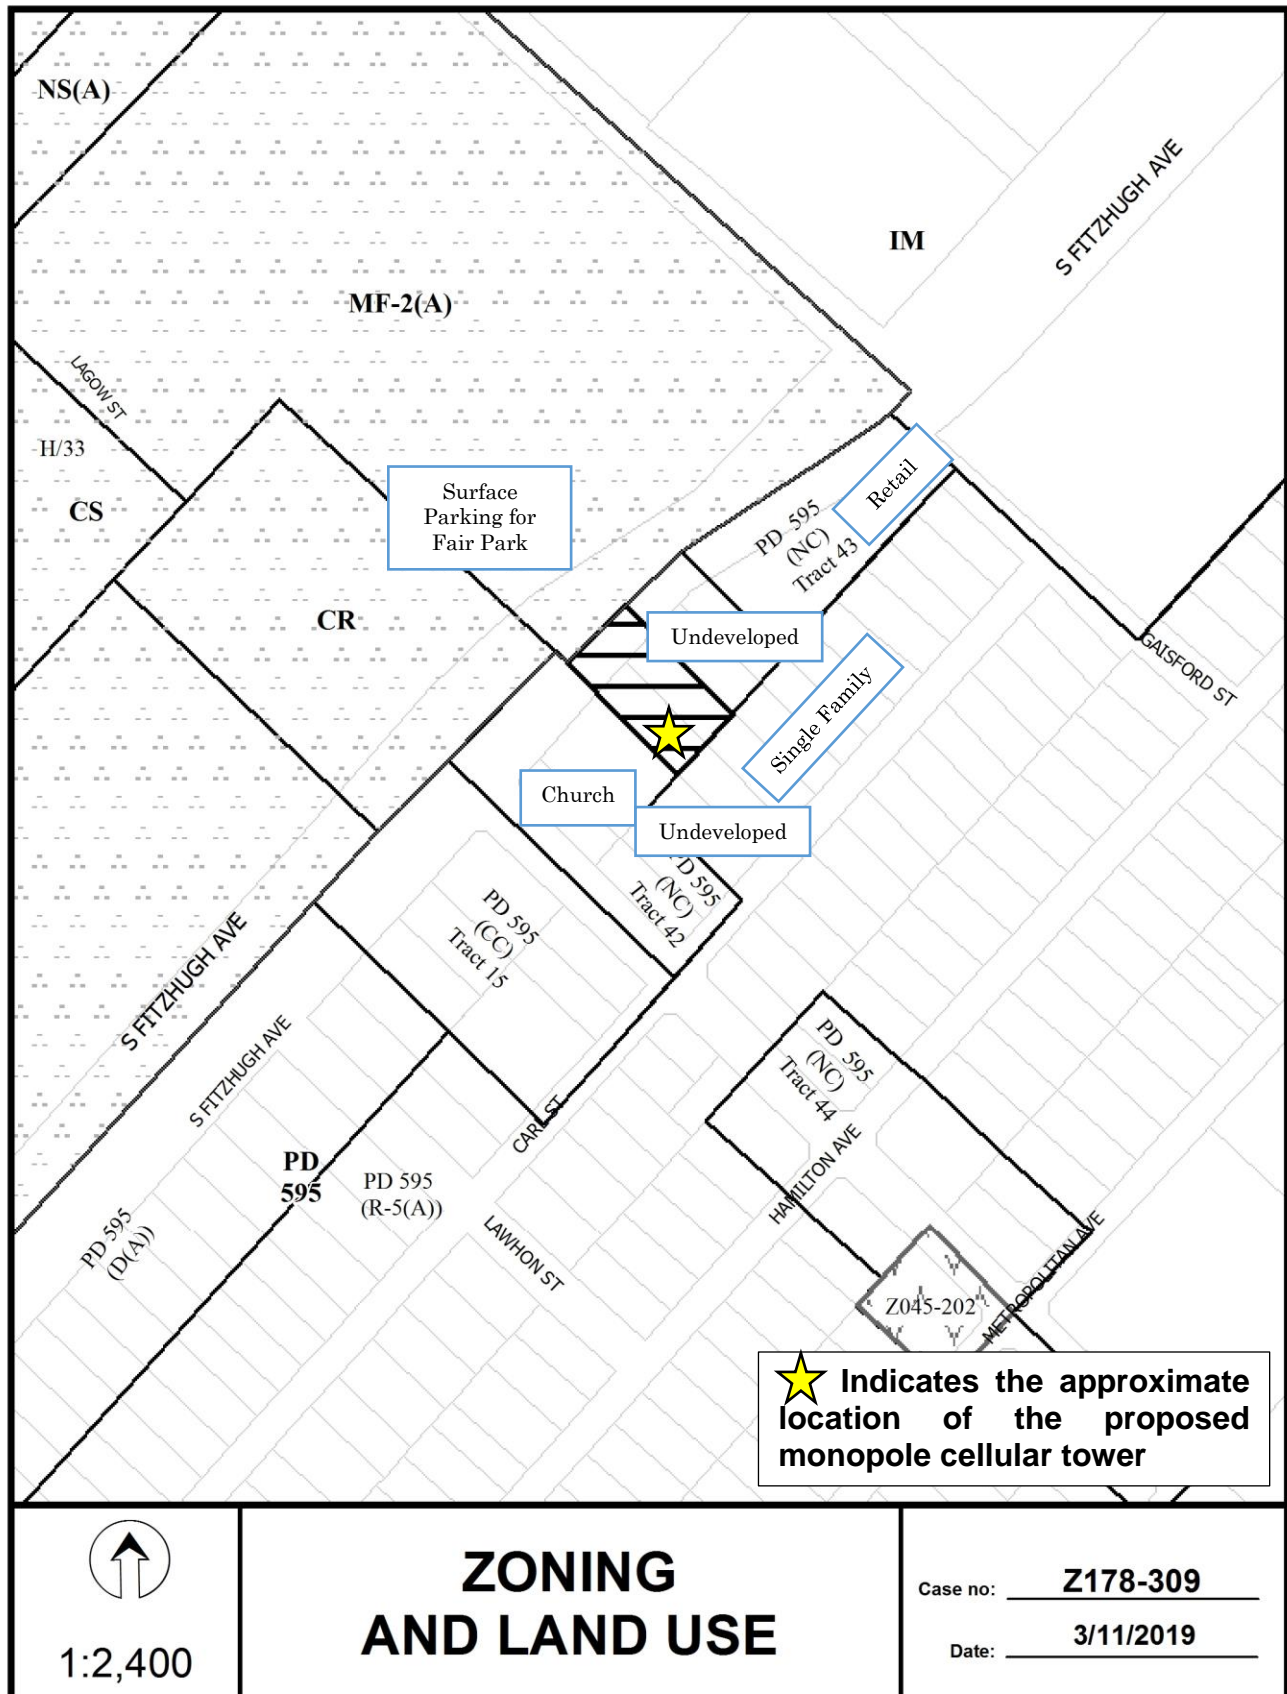 NS(A)
IM
S FITZHUGH AVE
MF-2(A)
LAGOW ST
H/33
CS
Surface
Parking for
Fair Park
Retail
PD 595
(NC)
Tract 43
CR
Undeveloped
GAISFORD ST
Single Family
Church
Undeveloped
PD 595
(NC)
Tract 42
PD 595
(CC)
Tract 15
S FITZHUGH AVE
S FITZHUGH AVE
PD 595
(NC)
Tract 44
CARL ST
HAMILTON AVE
PD
595
PD 595
(R-5(A))
PD 595
(D(A))
LAWHON ST
METROPOLITAN AVE
Z045-202
Indicates the approximate
location of the proposed
monopole cellular tower
1:2,400
ZONING
AND LAND USE
Case no: Z178-309
Date: 3/11/2019